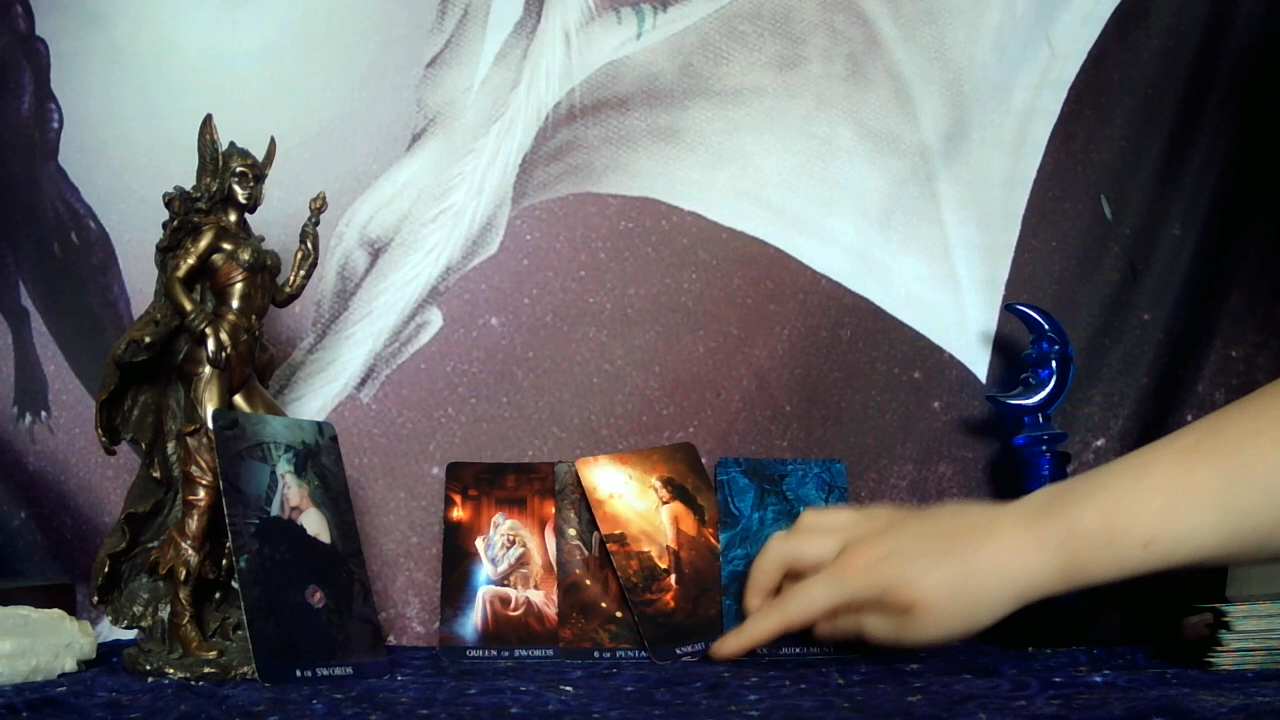 8 OF SWORDS
QUEEN OF SWORDS
6 OF PENTA
KNIGHT
XX - JUDGEMENT